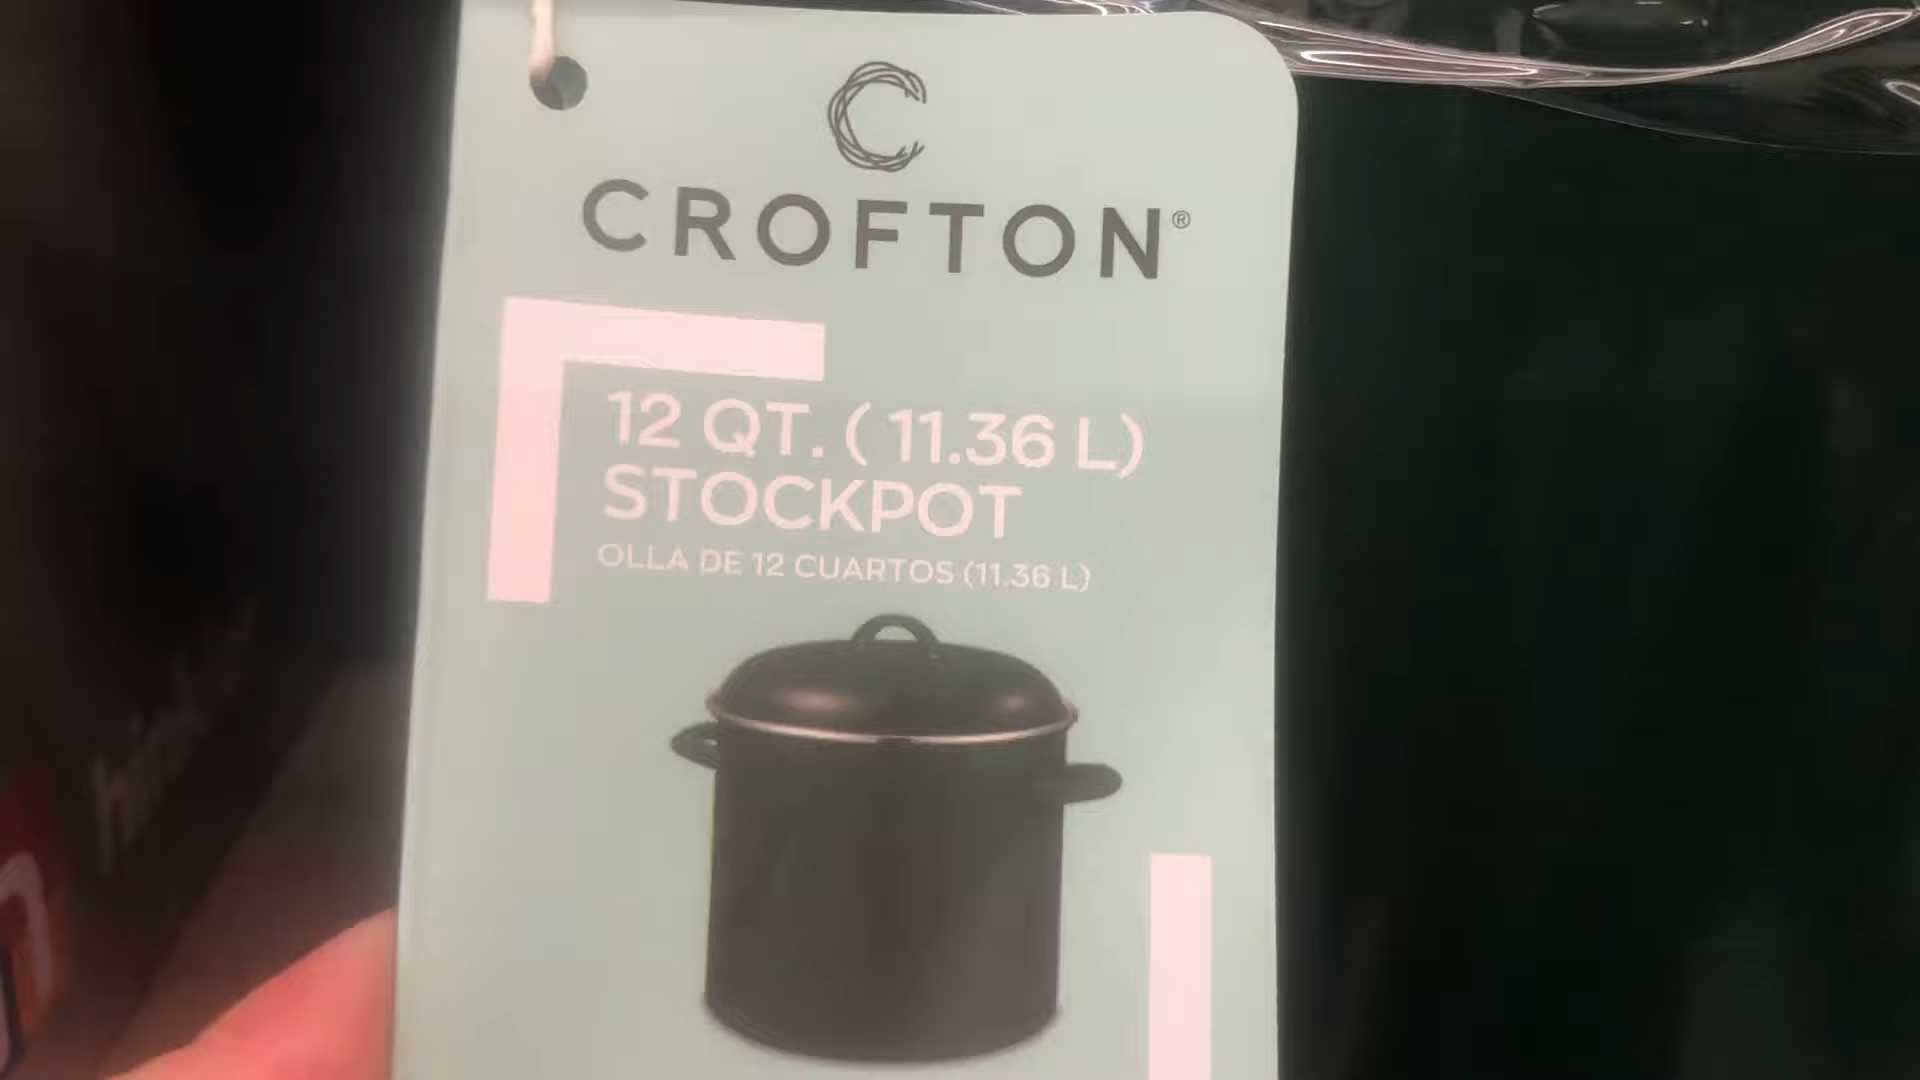 CROFTON®
12 QT. ( 11.36 L)
STOCKPOT
OLLA DE 12 CUARTOS (11.36 L)